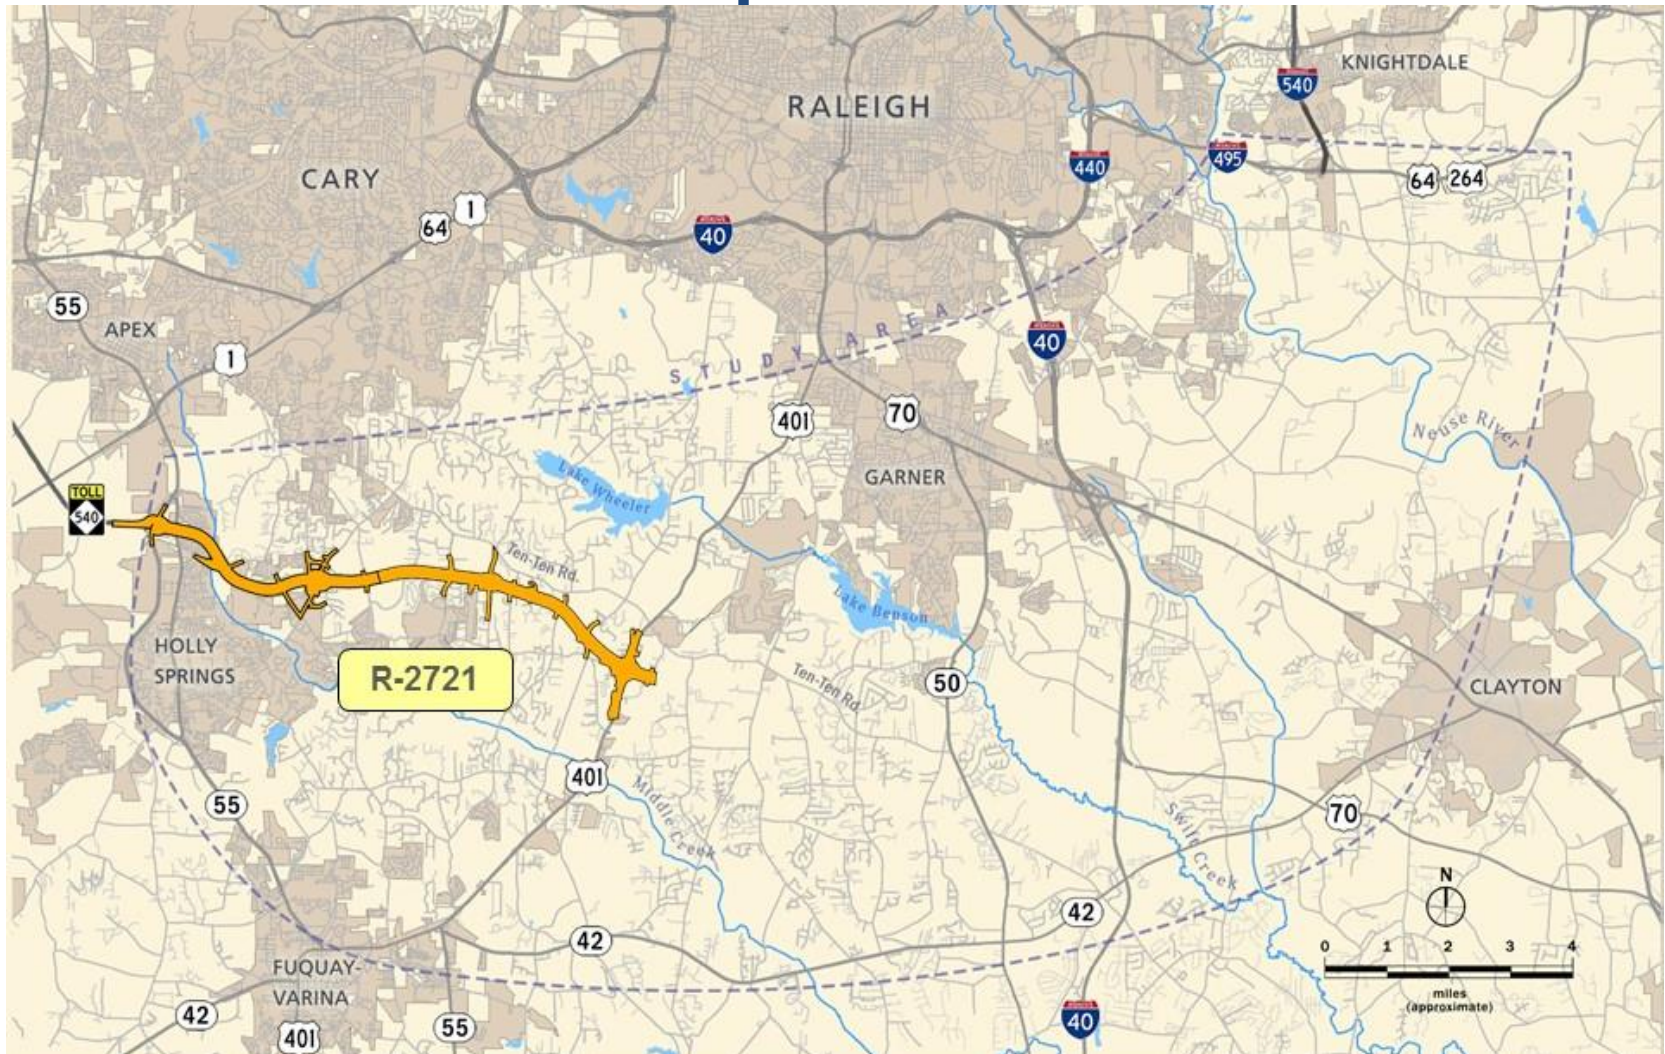 KNIGHTDALE
540
RALEIGH
440
495
CARY
64
264
1
64
40
55
APEX
STUDY AREA
40
1
401
70
Neuse River
GARNER
Lake Wheeler
TOLL
540
Ten-Ten Rd.
Lake Benson
HOLLY
SPRINGS
R-2721
Ten-Ten Rd.
50
CLAYTON
401
Middle Creek
55
Swift Creek
70
N
42
42
0 1 2 3 4
miles
(approximate)
FUQUAY-
VARINA
42
55
401
40